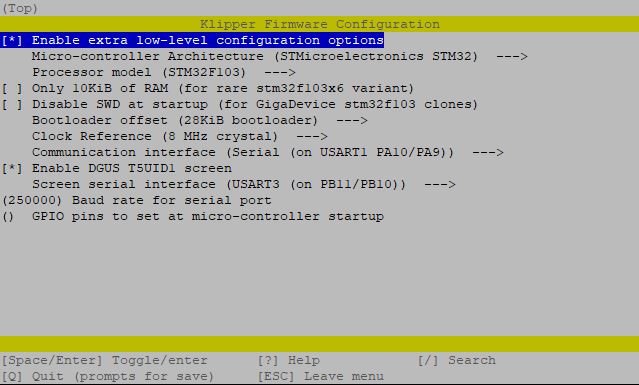 (Top)
Klipper Firmware Configuration
[*] Enable extra low-level configuration options
Micro-controller Architecture (STMicroelectronics STM32) --->
Processor model (STM32F103) --->
[ ] Only 10KiB of RAM (for rare stm32f103x6 variant)
[ ] Disable SWD at startup (for GigaDevice stm32f103 clones)
Bootloader offset (28KiB bootloader) --->
Clock Reference (8 MHz crystal) --->
Communication interface (Serial (on USART1 PA10/PA9)) --->
[*] Enable DGUS T5UID1 screen
Screen serial interface (USART3 (on PB11/PB10)) --->
(250000) Baud rate for serial port
() GPIO pins to set at micro-controller startup
[Space/Enter] Toggle/enter [?] Help [/] Search
[Q] Quit (prompts for save) [ESC] Leave menu